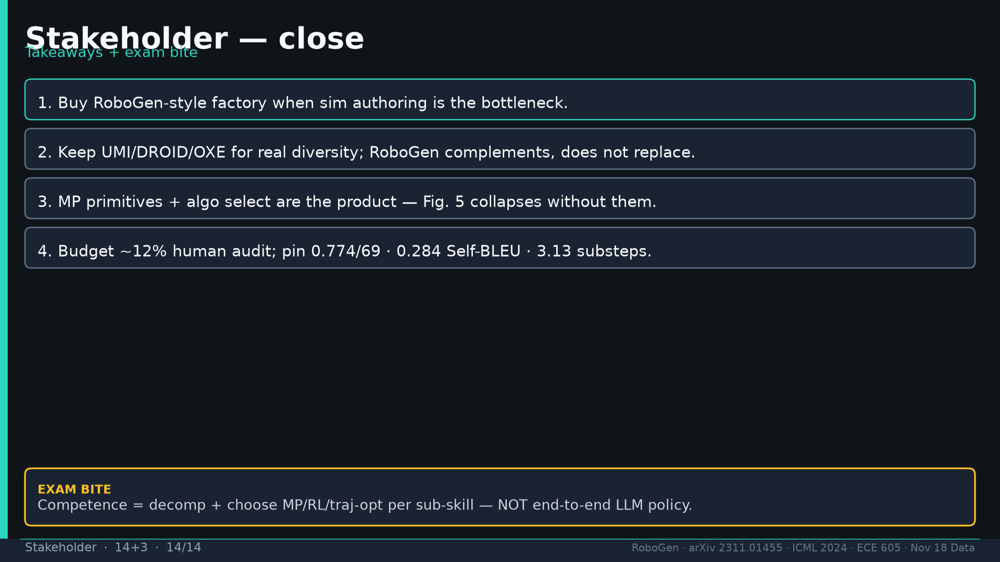 Stakeholder — close
Takeaways + exam bite
1. Buy RoboGen-style factory when sim authoring is the bottleneck.
2. Keep UMI/DROID/OXE for real diversity; RoboGen complements, does not replace.
3. MP primitives + algo select are the product — Fig. 5 collapses without them.
4. Budget ~12% human audit; pin 0.774/69 · 0.284 Self-BLEU · 3.13 substeps.
EXAM BITE
Competence = decomp + choose MP/RL/traj-opt per sub-skill — NOT end-to-end LLM policy.
Stakeholder · 14+3 · 14/14
RoboGen · arXiv 2311.01455 · ICML 2024 · ECE 605 · Nov 18 Data